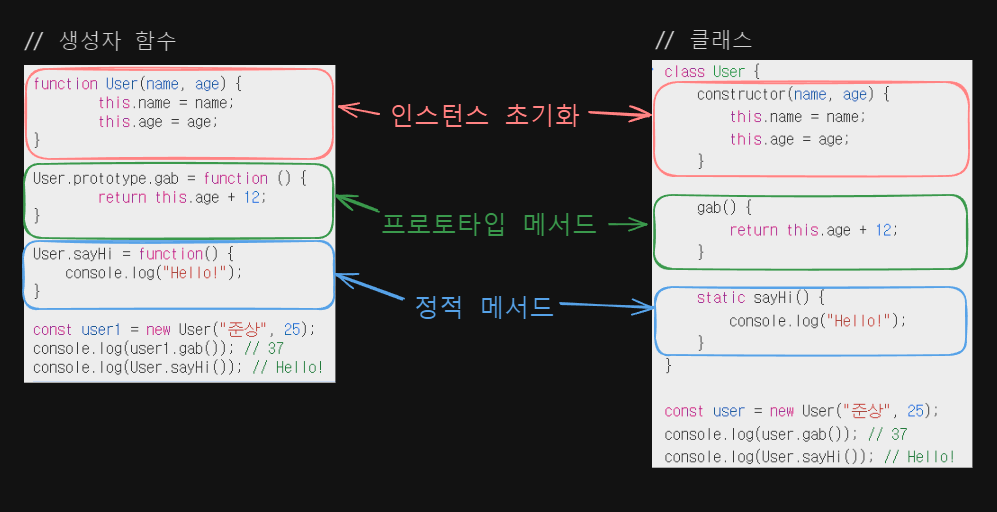 // 생성자 함수
function User(name, age) {
this.name = name;
this.age = age;
}
User.prototype.gab = function () {
return this.age + 12;
}
User.sayHi = function() {
console.log("Hello!");
}
const user1 = new User("준상", 25);
console.log(user1.gab()); // 37
console.log(User.sayHi()); // Hello!
인스턴스 초기화
프로토타입 메서드
정적 메서드
// 클래스
class User {
constructor(name, age) {
this.name = name;
this.age = age;
}
gab() {
return this.age + 12;
}
static sayHi() {
console.log("Hello!");
}
}
const user = new User("준상", 25);
console.log(user.gab()); // 37
console.log(User.sayHi()); // Hello!